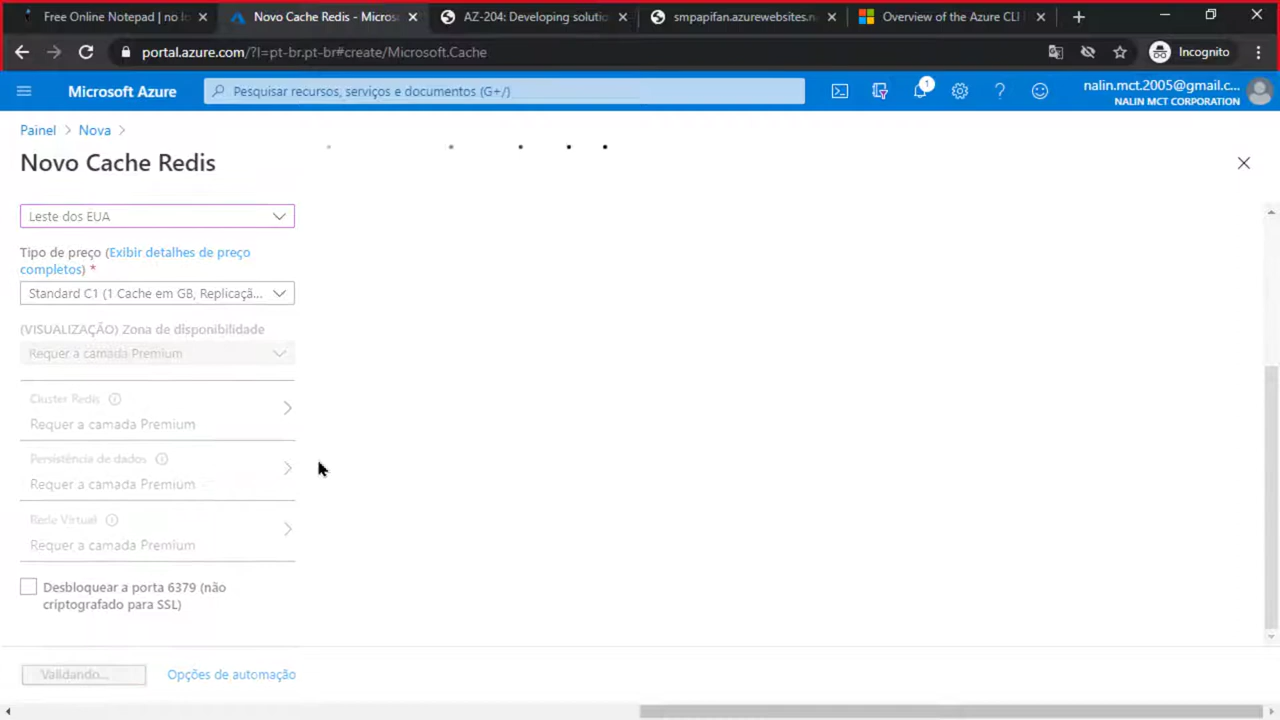 Free Online Notepad | no lo
Novo Cache Redis - Micros
AZ-204: Developing solutio
smpapifan.azurewebsites.n
Overview of the Azure CLI
portal.azure.com/?l=pt-br.pt-br#create/Microsoft.Cache
Incognito
Microsoft Azure
Pesquisar recursos, serviços e documentos (G+/)
1
nalin.mct.2005@gmail.c...
NALIN MCT CORPORATION
Painel > Nova >
Novo Cache Redis
Leste dos EUA
Tipo de preço (Exibir detalhes de preço
completos) *
Standard C1 (1 Cache em GB, Replicaçã...
(VISUALIZAÇÃO) Zona de disponibilidade
Requer a camada Premium
Cluster Redis
Requer a camada Premium
Persistência de dados
Requer a camada Premium
Rede Virtual
Requer a camada Premium
Desbloquear a porta 6379 (não
criptografado para SSL)
Validando...
Opções de automação